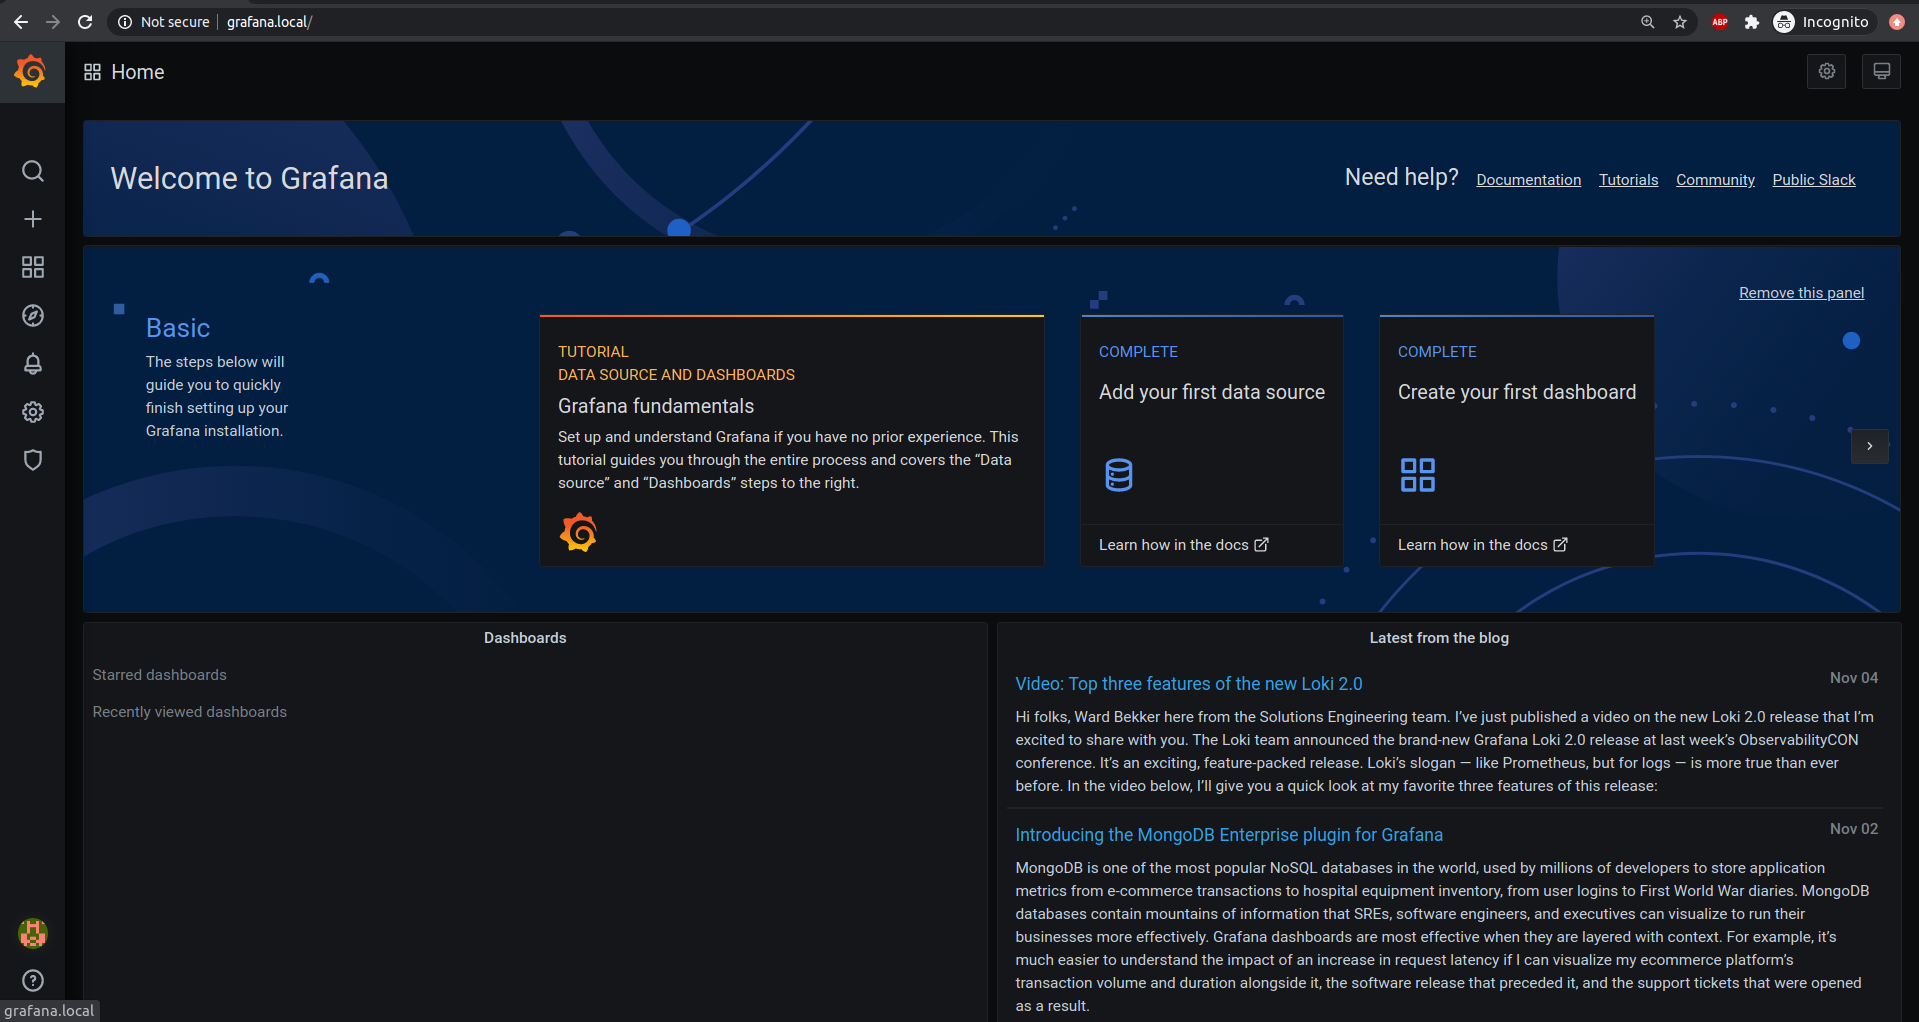 Not secure
grafana.local/
ABP
Incognito
Home
Welcome to Grafana
Need help?
Documentation
Tutorials
Community
Public Slack
Remove this panel
Basic
The steps below will
guide you to quickly
finish setting up your
Grafana installation.
TUTORIAL
DATA SOURCE AND DASHBOARDS
Grafana fundamentals
Set up and understand Grafana if you have no prior experience. This
tutorial guides you through the entire process and covers the “Data
source” and “Dashboards” steps to the right.
COMPLETE
Add your first data source
Learn how in the docs
COMPLETE
Create your first dashboard
Learn how in the docs
Dashboards
Starred dashboards
Recently viewed dashboards
Latest from the blog
Video: Top three features of the new Loki 2.0
Nov 04
Hi folks, Ward Bekker here from the Solutions Engineering team. I’ve just published a video on the new Loki 2.0 release that I’m
excited to share with you. The Loki team announced the brand-new Grafana Loki 2.0 release at last week’s ObservabilityCON
conference. It’s an exciting, feature-packed release. Loki’s slogan — like Prometheus, but for logs — is more true than ever
before. In the video below, I’ll give you a quick look at my favorite three features of this release:
Introducing the MongoDB Enterprise plugin for Grafana
Nov 02
MongoDB is one of the most popular NoSQL databases in the world, used by millions of developers to store application
metrics from e-commerce transactions to hospital equipment inventory, from user logins to First World War diaries. MongoDB
databases contain mountains of information that SREs, software engineers, and executives can visualize to run their
businesses more effectively. Grafana dashboards are most effective when they are layered with context. For example, it’s
much easier to understand the impact of an increase in request latency if I can visualize my ecommerce platform’s
transaction volume and duration alongside it, the software release that preceded it, and the support tickets that were opened
as a result.
grafana.local